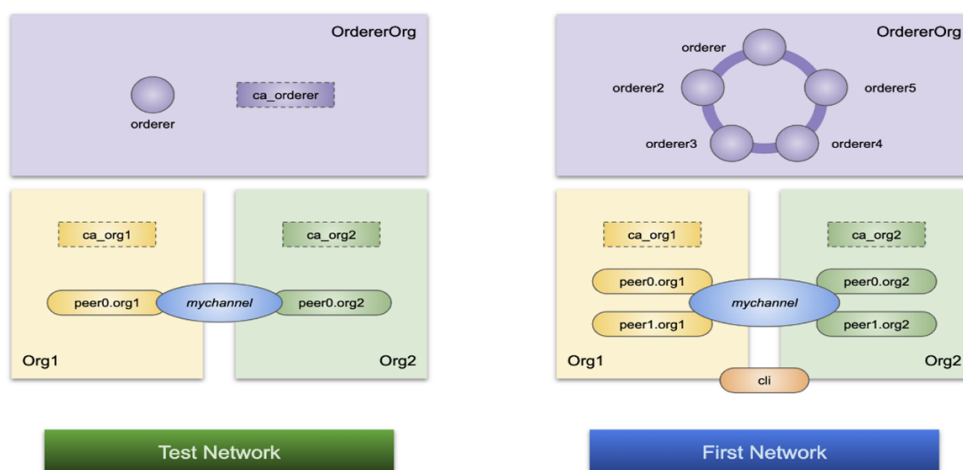 OrdererOrg
ca_orderer
orderer
ca_org1
ca_org2
peer0.org1
mychannel
peer0.org2
Org1
Org2
Test Network
OrdererOrg
orderer
orderer2
orderer5
orderer3
orderer4
ca_org1
ca_org2
peer0.org1
peer0.org2
mychannel
peer1.org1
peer1.org2
Org1
Org2
cli
First Network